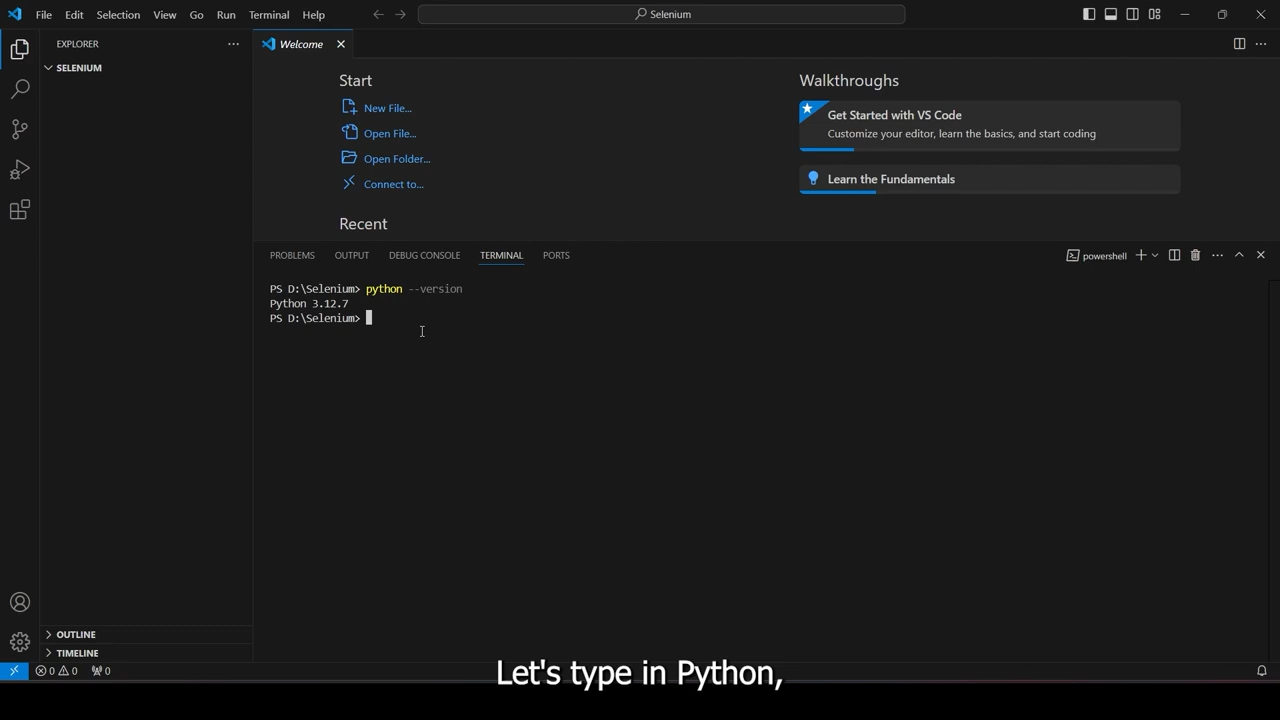 File Edit Selection View Go Run Terminal Help Selenium
EXPLORER
SELENIUM
Welcome
Start
New File...
Open File...
Open Folder...
Connect to...
Recent
Walkthroughs
Get Started with VS Code
Customize your editor, learn the basics, and start coding
Learn the Fundamentals
PROBLEMS OUTPUT DEBUG CONSOLE TERMINAL PORTS powershell
PS D:\Selenium> python --version
Python 3.12.7
PS D:\Selenium>
OUTLINE
TIMELINE
0 0 0
Let's type in Python,